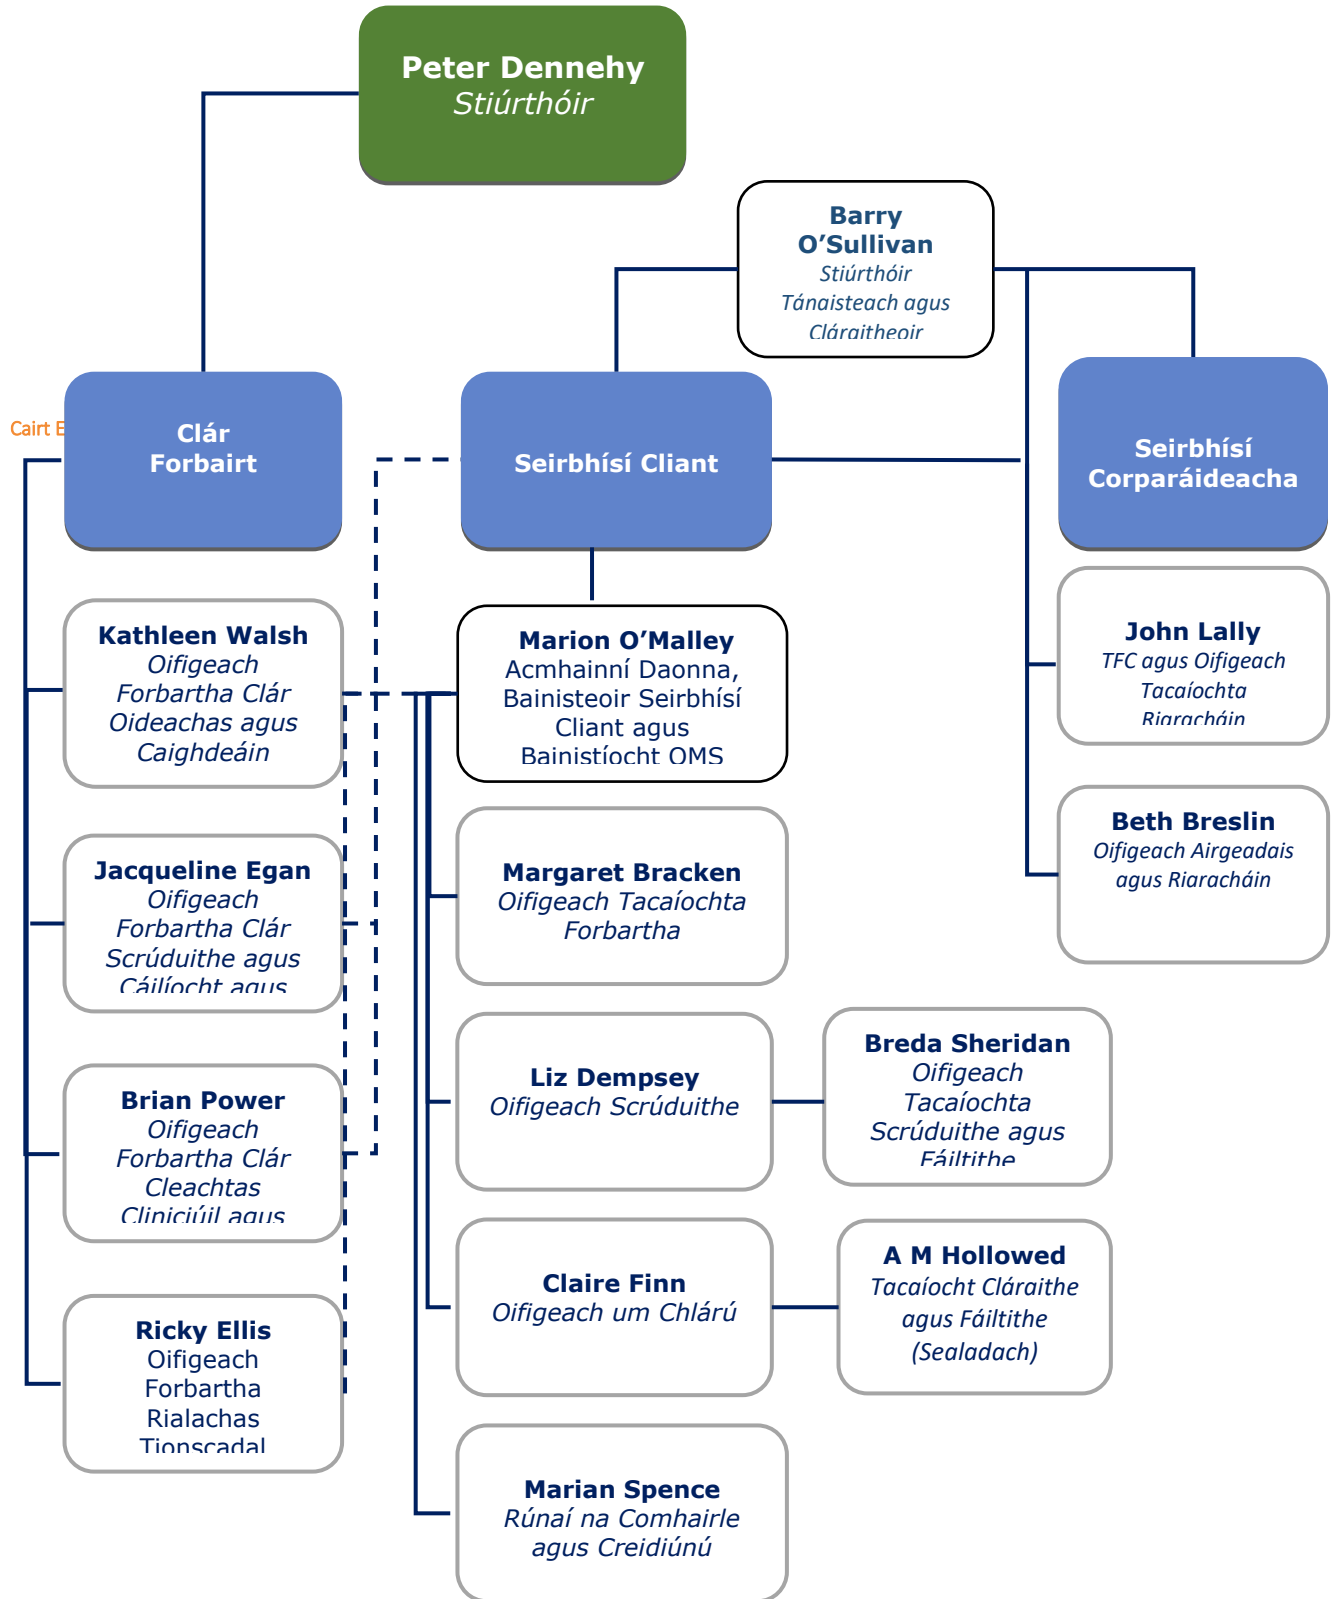 Peter Dennehy
Stiúrthóir
Barry
O’Sullivan
Stiúrthóir
Tánaisteach agus
Cláraitheoir
Cairt E
Clár
Forbairt
Seirbhísí Cliant
Seirbhísí
Corparáideacha
Kathleen Walsh
Oifigeach
Forbartha Clár
Oideachas agus
Caighdeáin
Jacqueline Egan
Oifigeach
Forbartha Clár
Scrúduithe agus
Cáilíocht agus
Brian Power
Oifigeach
Forbartha Clár
Cleachtas
Cliniciúil agus
Ricky Ellis
Oifigeach
Forbartha
Rialachas
Tionscadal
Marion O’Malley
Acmhainní Daonna,
Bainisteoir Seirbhísí
Cliant agus
Bainistíocht OMS
Margaret Bracken
Oifigeach Tacaíochta
Forbartha
Liz Dempsey
Oifigeach Scrúduithe
Breda Sheridan
Oifigeach
Tacaíochta
Scrúduithe agus
Fáiltithe
Claire Finn
Oifigeach um Chlárú
A M Hollowed
Tacaíocht Cláraithe
agus Fáiltithe
(Sealadach)
Marian Spence
Rúnaí na Comhairle
agus Creidiúnú
John Lally
TFC agus Oifigeach
Tacaíochta
Riaracháin
Beth Breslin
Oifigeach Airgeadais
agus Riaracháin